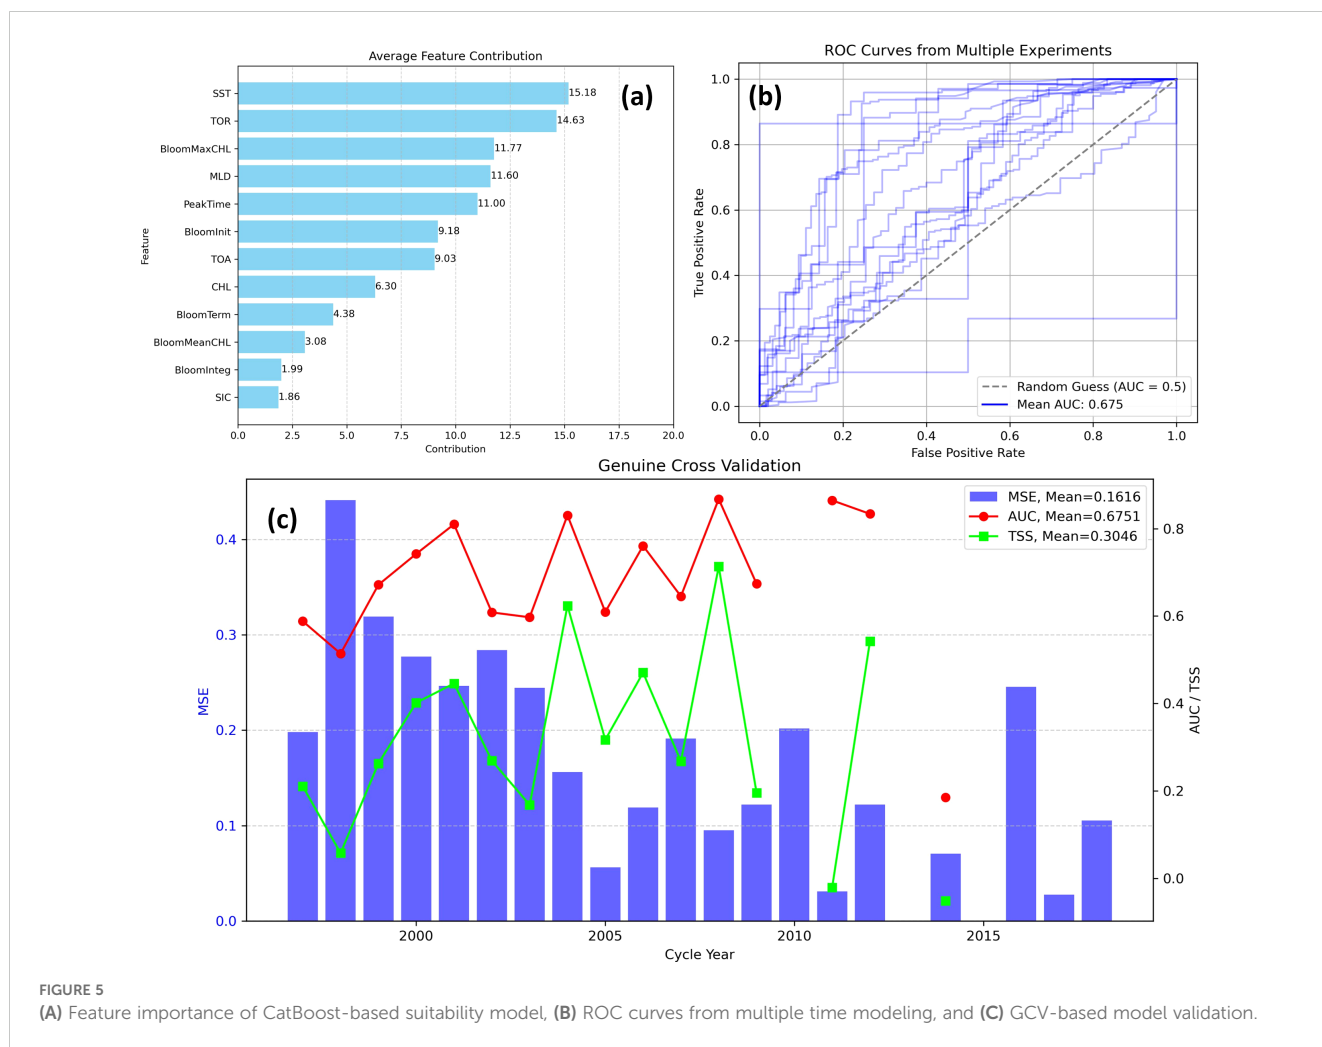 Average Feature Contribution
(a)
Feature
SST 15.18
TOR 14.63
BloomMaxCHL 11.77
MLD 11.60
PeakTime 11.00
BloomInit 9.18
TOA 9.03
CHL 6.30
BloomTerm 4.38
BloomMeanCHL 3.08
BloomInteg 1.99
SIC 1.86
0.0 2.5 5.0 7.5 10.0 12.5 15.0 17.5 20.0
Contribution
ROC Curves from Multiple Experiments
(b)
True Positive Rate
1.0
0.8
0.6
0.4
0.2
0.0
Random Guess (AUC = 0.5)
Mean AUC: 0.675
0.0 0.2 0.4 0.6 0.8 1.0
False Positive Rate
Genuine Cross Validation
(c)
MSE, Mean=0.1616
AUC, Mean=0.6751
TSS, Mean=0.3046
MSE
0.4
0.3
0.2
0.1
0.0
AUC / TSS
0.8
0.6
0.4
0.2
0.0
2000 2005 2010 2015
Cycle Year
FIGURE 5
(A) Feature importance of CatBoost-based suitability model, (B) ROC curves from multiple time modeling, and (C) GCV-based model validation.